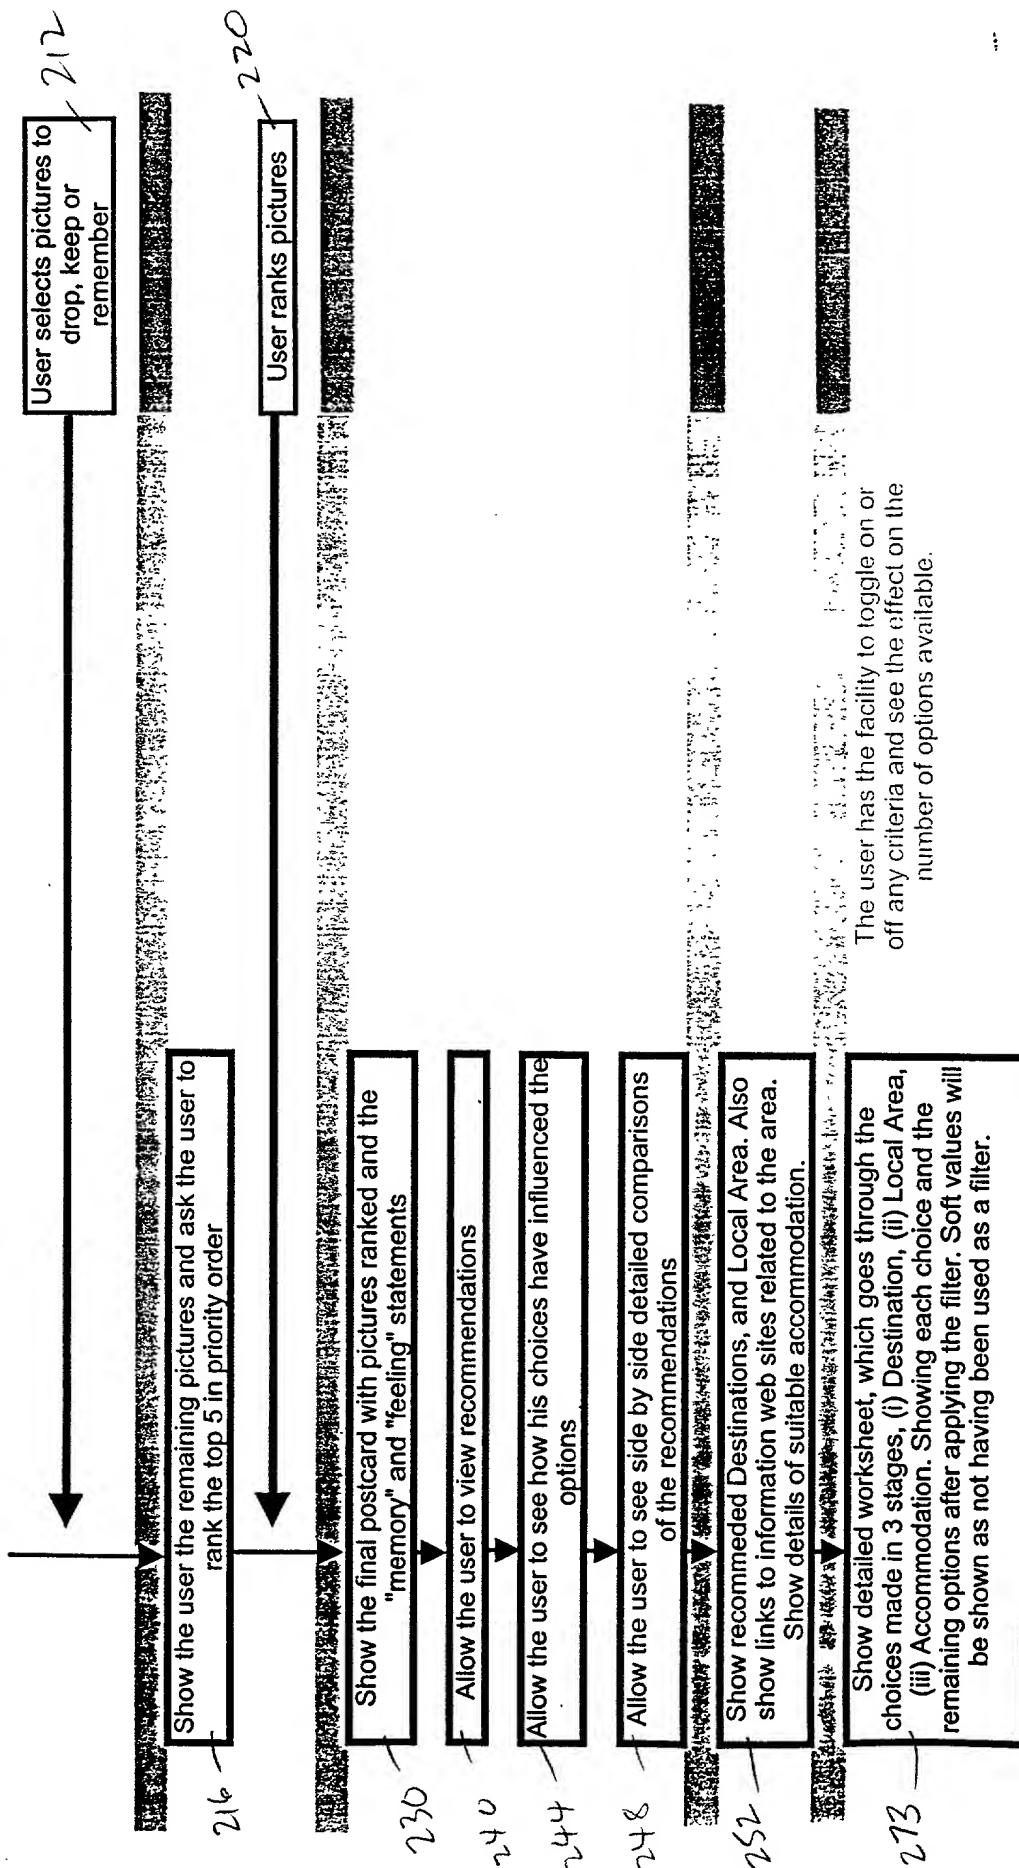 User selects pictures to
drop, keep or
remember
212
Show the user the remaining pictures and ask the user to
rank the top 5 in priority order
216
User ranks pictures
220
Show the final postcard with pictures ranked and the
"memory" and "feeling" statements
230
Allow the user to view recommendations
240
Allow the user to see how his choices have influenced the
options
244
Allow the user to see side by side detailed comparisons
of the recommendations
248
Show recommeded Destinations, and Local Area. Also
show links to information web sites related to the area.
Show details of suitable accommodation.
252
Show detailed worksheet, which goes through the
choices made in 3 stages, (i) Destination, (ii) Local Area,
(iii) Accommodation. Showing each choice and the
remaining options after applying the filter. Soft values will
be shown as not having been used as a filter.
273
The user has the facility to toggle on or
off any criteria and see the effect on the
number of options available.